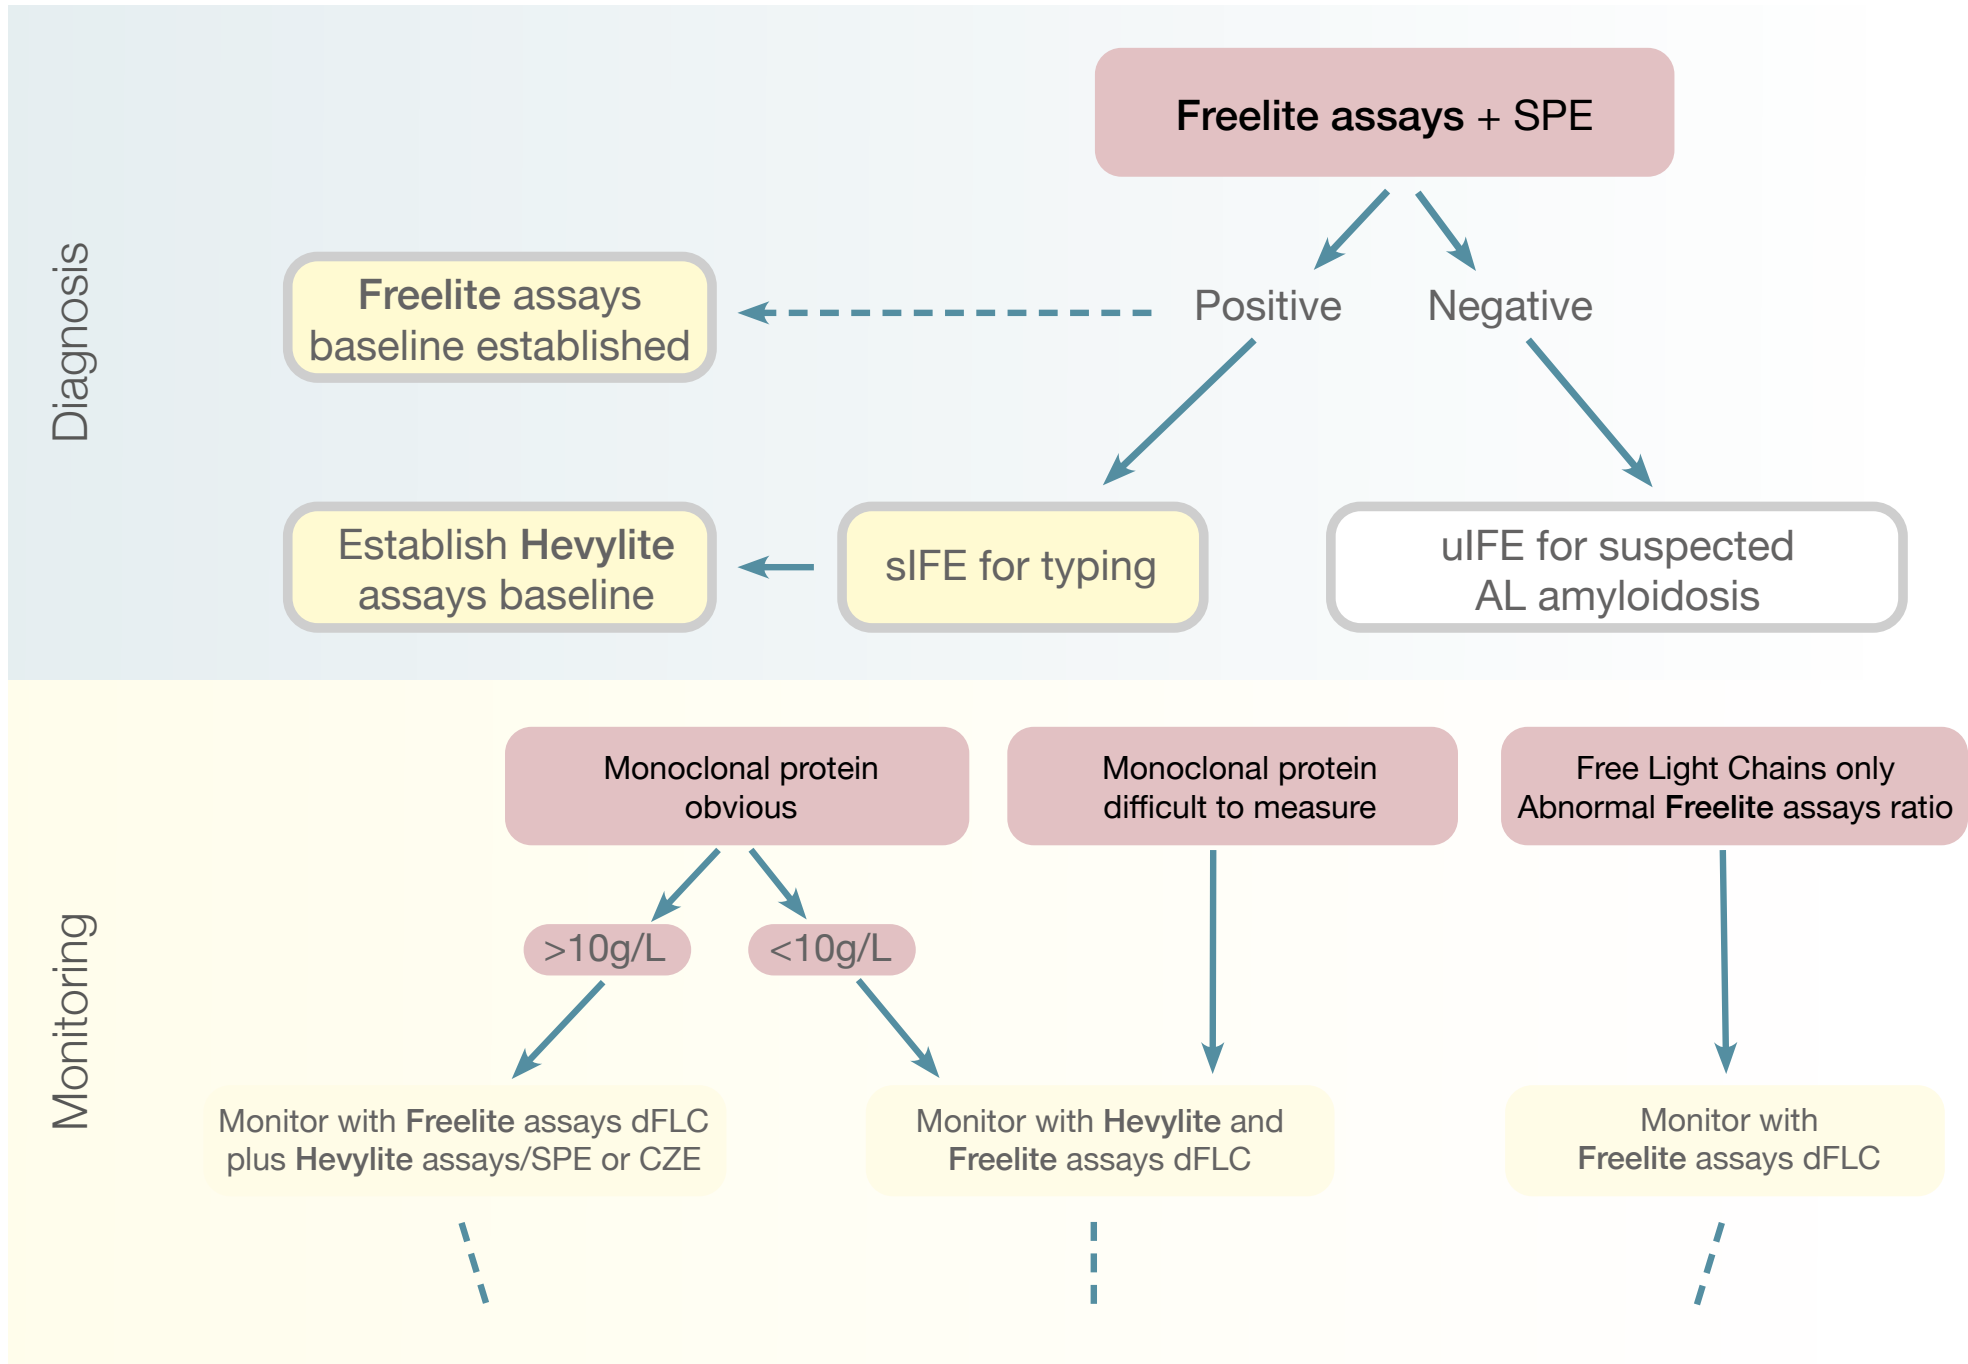 Diagnosis
Freelite assays + SPE
Positive
Negative
Freelite assays
baseline established
Establish Hevylite
assays baseline
sIFE for typing
uIFE for suspected
AL amyloidosis
Monitoring
Monoclonal protein
obvious
Monoclonal protein
difficult to measure
Free Light Chains only
Abnormal Freelite assays ratio
>10g/L
<10g/L
Monitor with Freelite assays dFLC
plus Hevylite assays/SPE or CZE
Monitor with Hevylite and
Freelite assays dFLC
Monitor with
Freelite assays dFLC